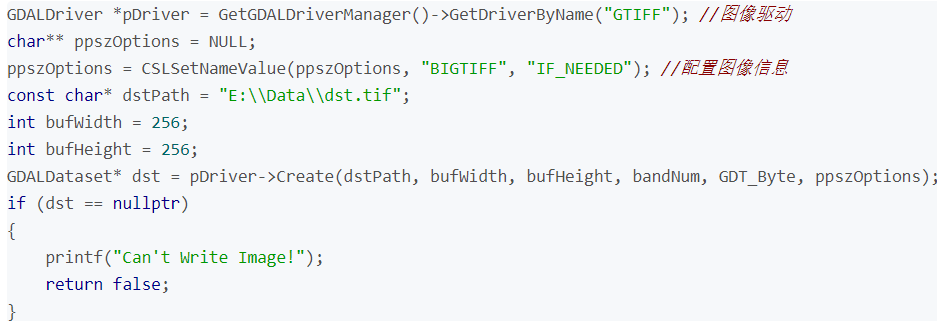 GDALDriver *pDriver = GetGDALDriverManager()->GetDriverByName("GTIFF"); //图像驱动
char** ppszOptions = NULL;
ppszOptions = CSLSetNameValue(ppszOptions, "BIGTIFF", "IF_NEEDED"); //配置图像信息
const char* dstPath = "E:\\Data\\dst.tif";
int bufWidth = 256;
int bufHeight = 256;
GDALDataset* dst = pDriver->Create(dstPath, bufWidth, bufHeight, bandNum, GDT_Byte, ppszOptions);
if (dst == nullptr)
{
    printf("Can't Write Image!");
    return false;
}